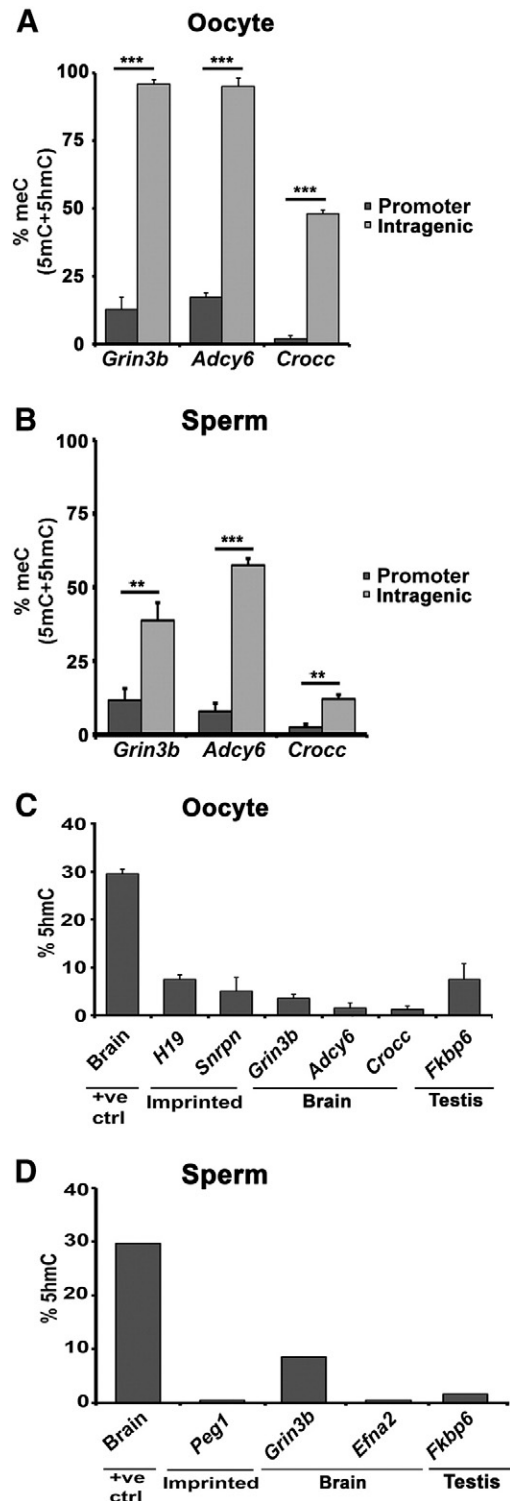 A
Oocyte
***
***
***
100
75
50
25
0
% meC
(5mC+5hmC)
Promoter
Intragenic
Grin3b
Adcy6
Crocc
B
Sperm
**
***
**
100
75
50
25
0
% meC
(5mC+5hmC)
Promoter
Intragenic
Grin3b
Adcy6
Crocc
C
Oocyte
40
30
20
10
0
% 5hmC
Brain
H19
Snrpn
Grin3b
Adcy6
Crocc
Fkbp6
+ve
ctrl
Imprinted
Brain
Testis
D
Sperm
40
30
20
10
0
% 5hmC
Brain
Peg1
Grin3b
Efna2
Fkbp6
+ve
ctrl
Imprinted
Brain
Testis